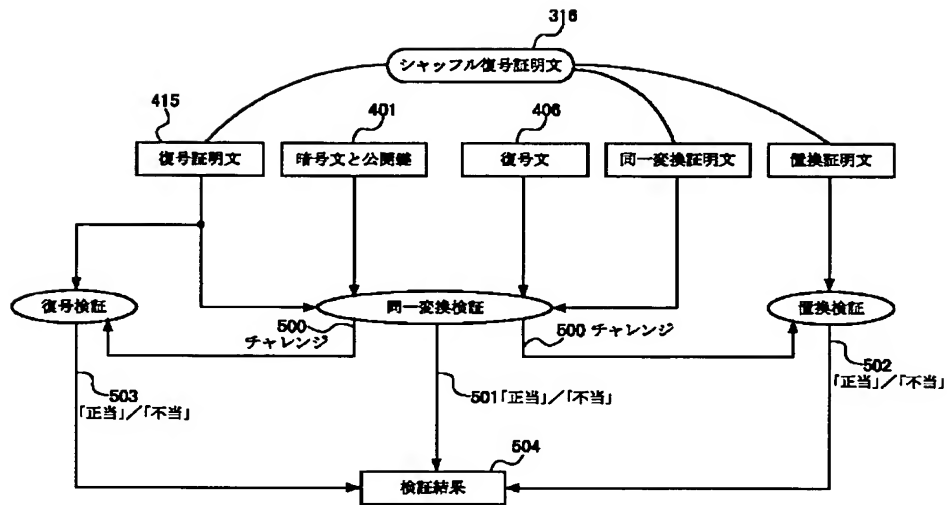 316
シャッフル復号証明文
415
401
406
復号証明文
暗号文と公開鍵
復号文
同一変換証明文
置換証明文
復号検証
同一変換検証
置換検証
500
チャレンジ
500 チャレンジ
502
「正当」/「不当」
503
「正当」/「不当」
501「正当」/「不当」
504
検証結果